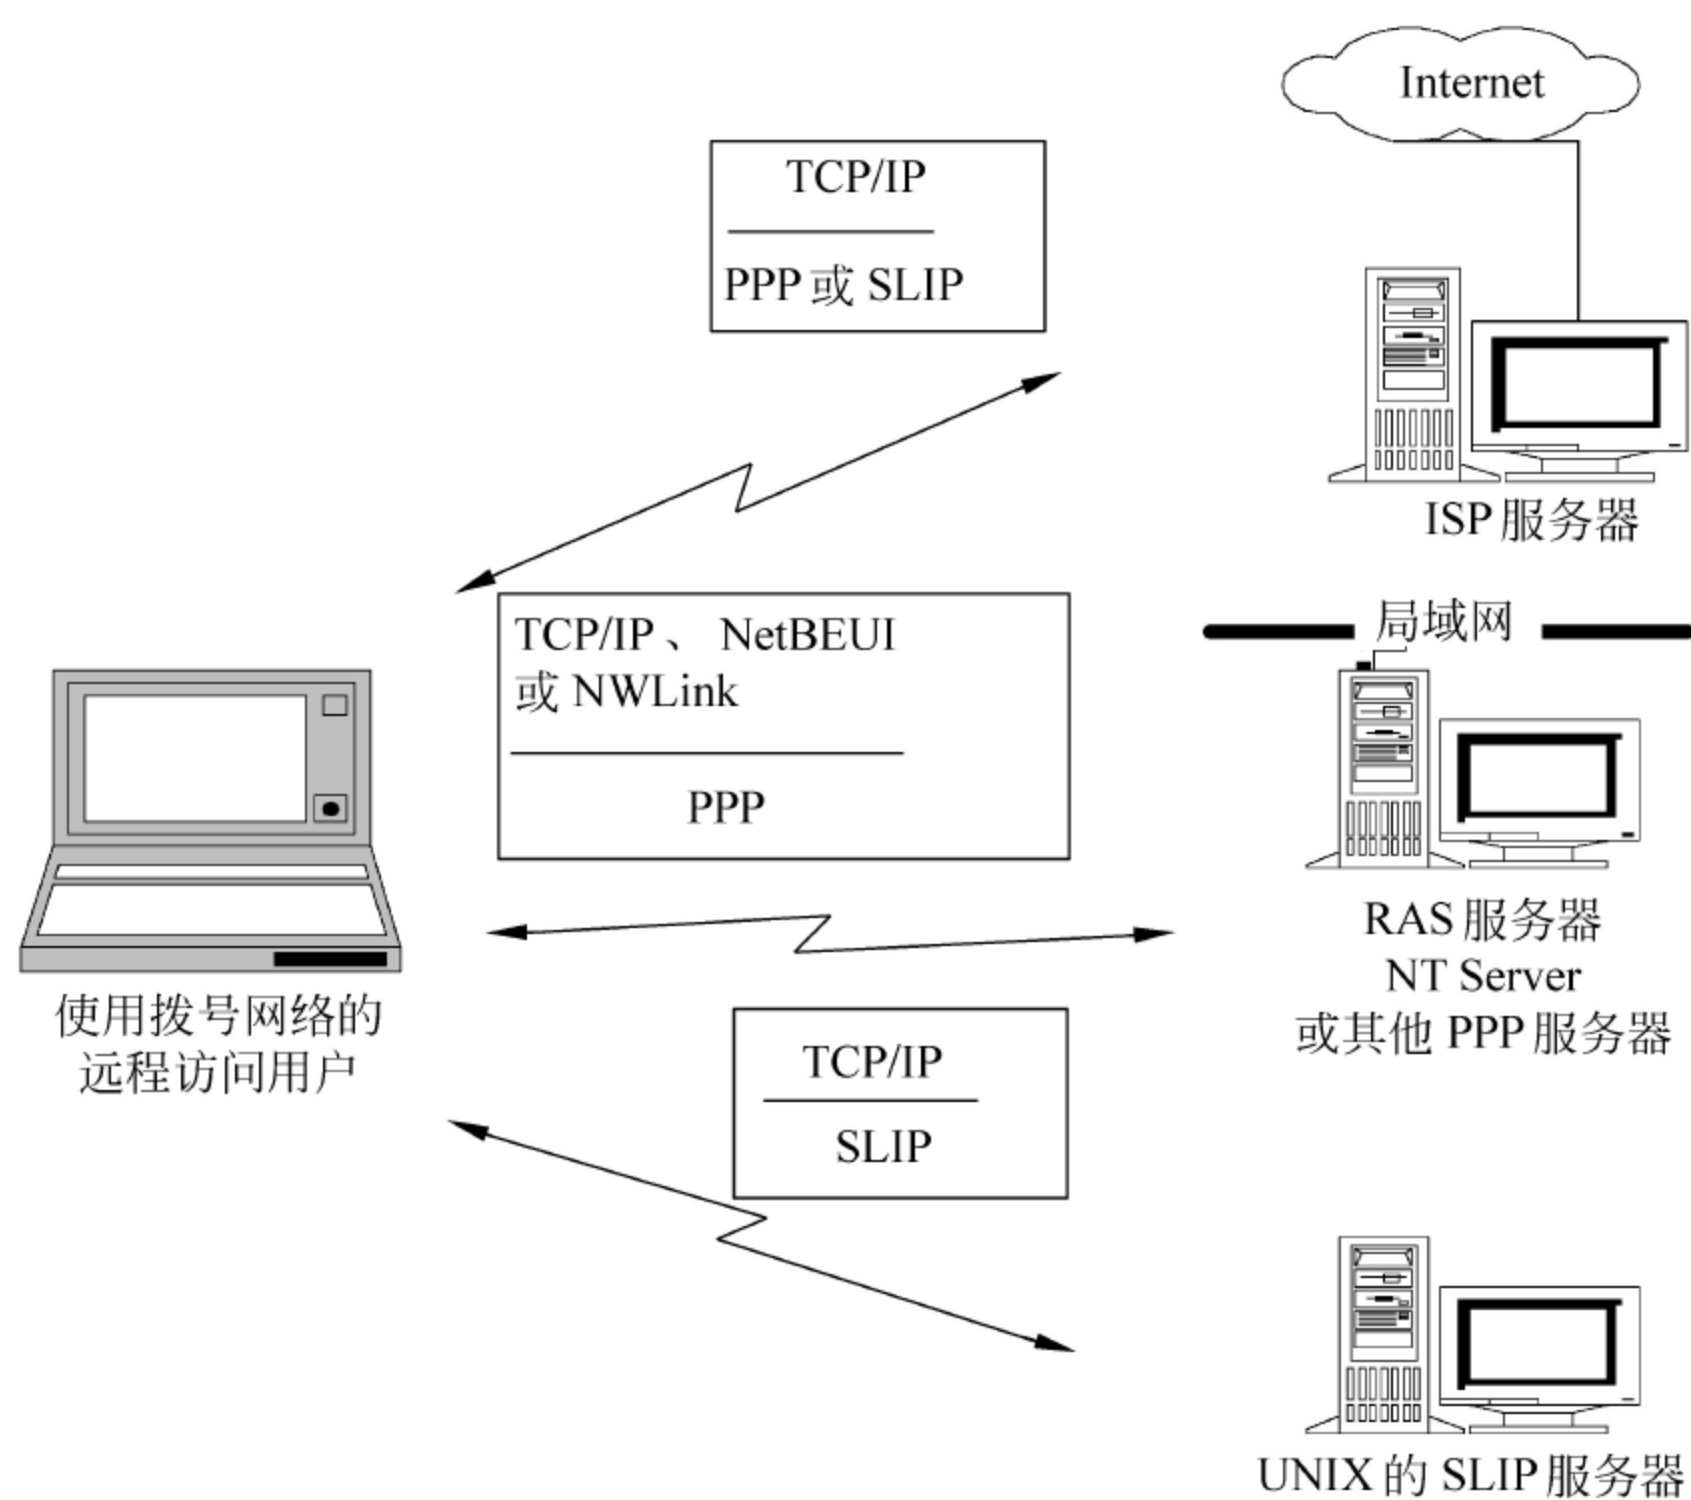 Internet
TCP/IP
PPP 或 SLIP
ISP 服务器
局域网
TCP/IP 、 NetBEUI
或 NWLink
PPP
RAS 服务器
NT Server
或其他 PPP 服务器
使用拨号网络的
远程访问用户
TCP/IP
SLIP
UNIX 的 SLIP 服务器